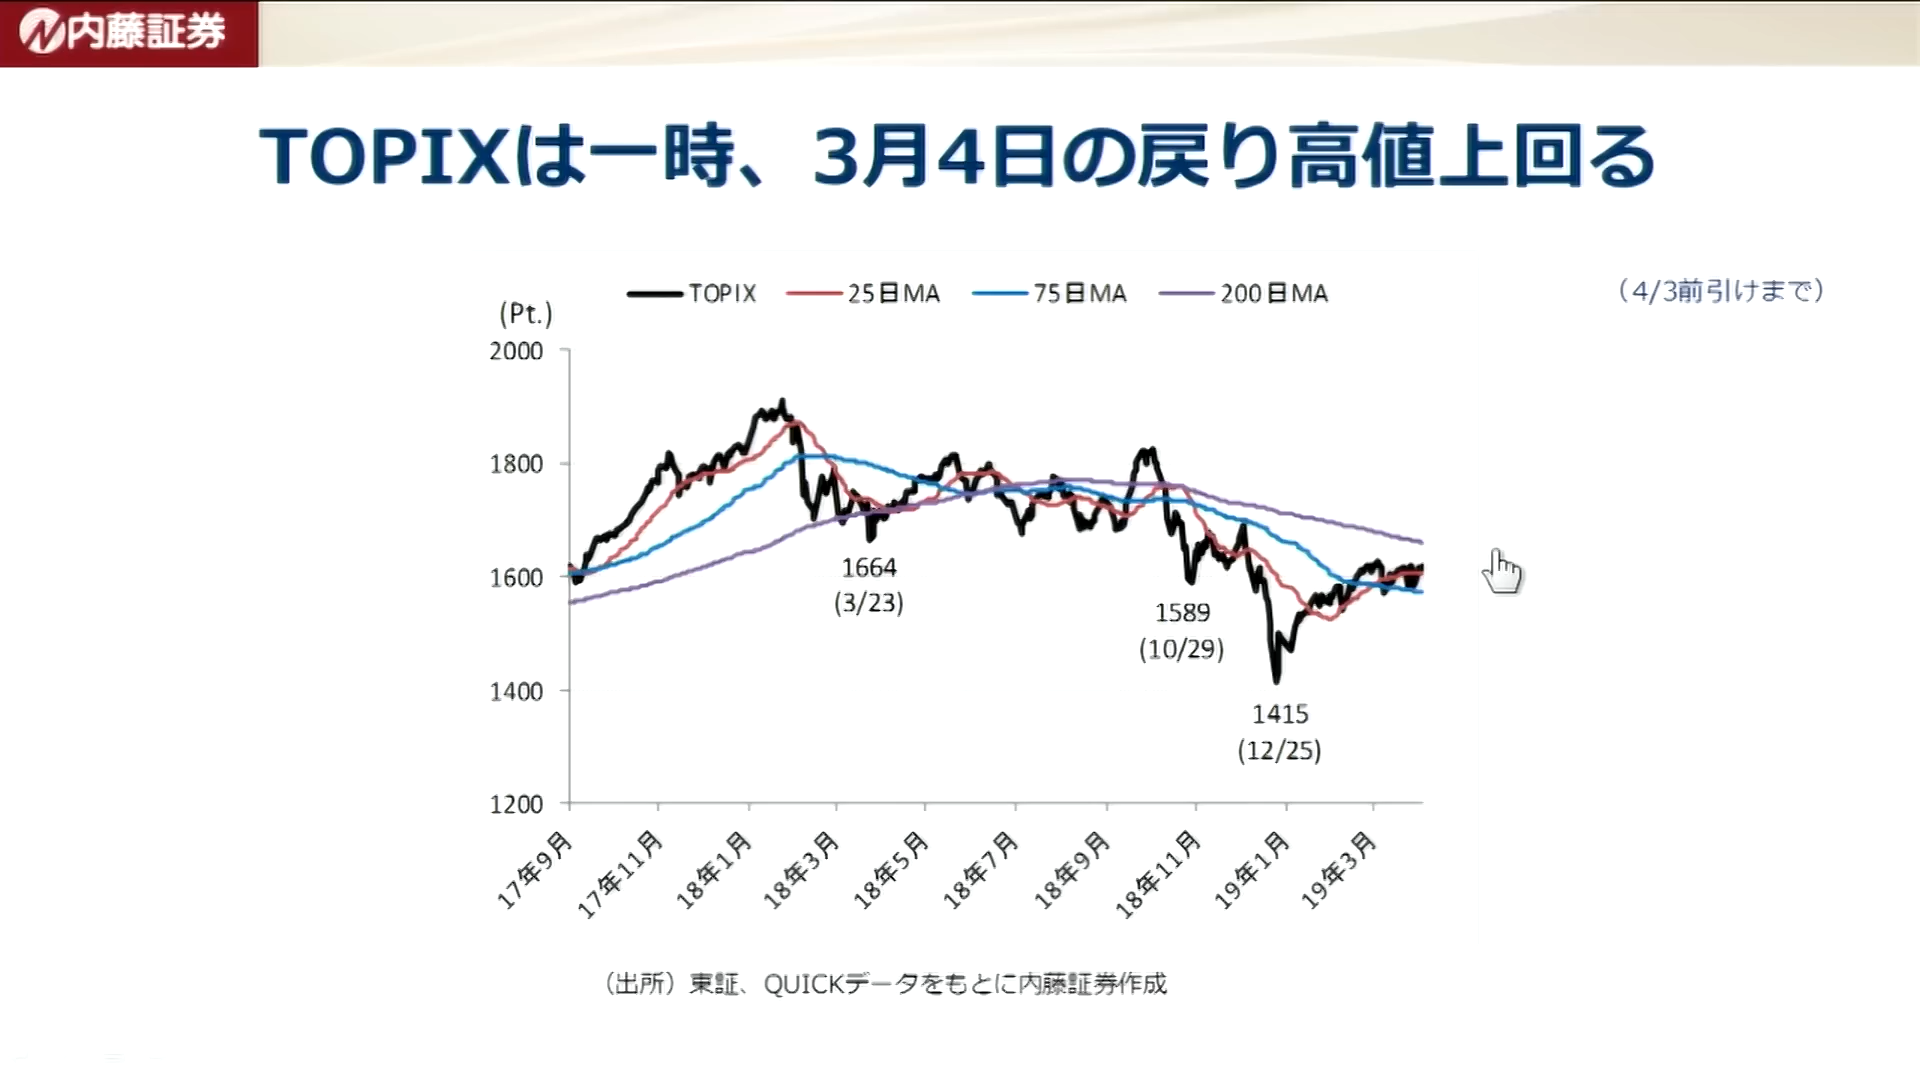 内藤証券
TOPIXは一時、3月4日の戻り高値上回る
TOPIX 25日MA 75日MA 200日MA
（4/3前引けまで）
(Pt.)
2000
1800
1600
1400
1200
1664
(3/23)
1589
(10/29)
1415
(12/25)
17年9月
17年11月
18年1月
18年3月
18年5月
18年7月
18年9月
18年11月
19年1月
19年3月
（出所）東証、QUICKデータをもとに内藤証券作成